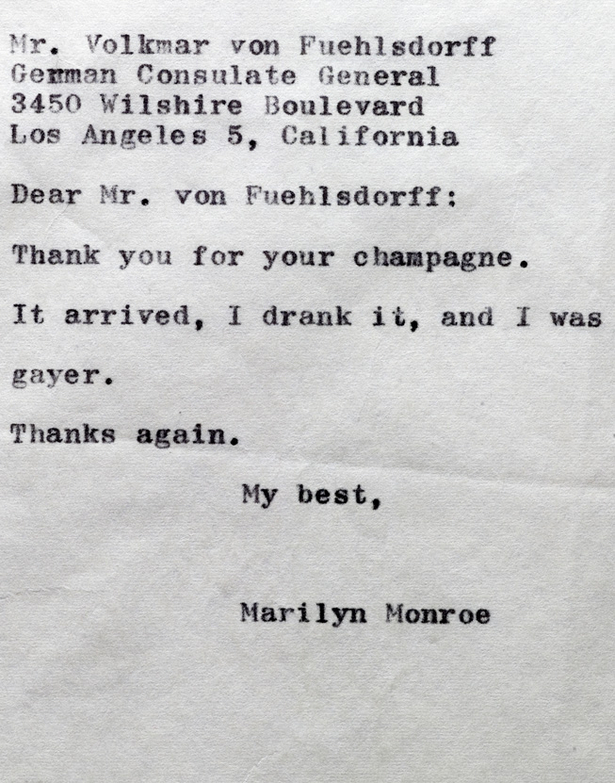 Mr. Volkmar von Fuehlsdorff
German Consulate General
3450 Wilshire Boulevard
Los Angeles 5, California
Dear Mr. von Fuehlsdorff:
Thank you for your champagne.
It arrived, I drank it, and I was
gayer.
Thanks again.
My best,
Marilyn Monroe